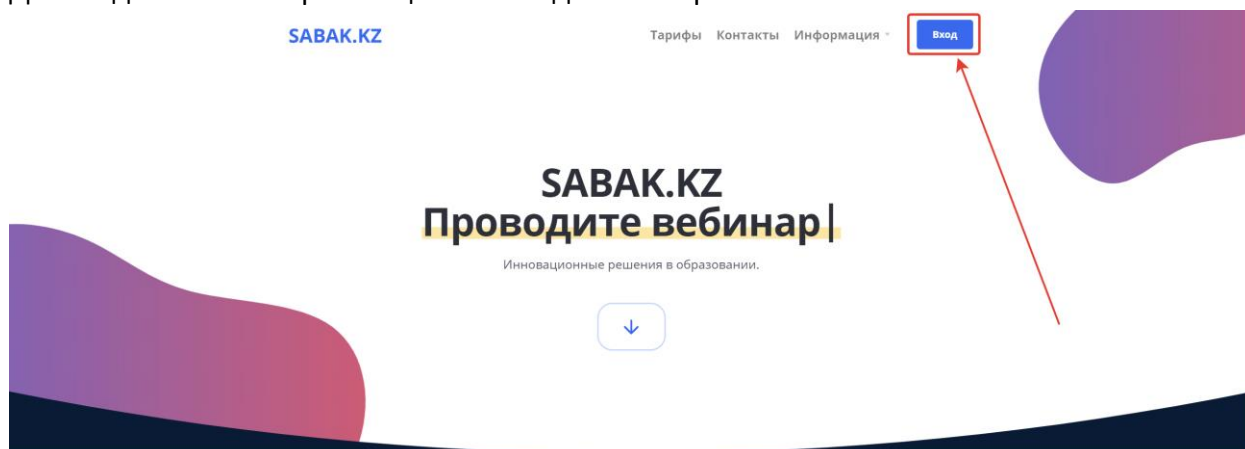 SABAK.KZ
Тарифы Контакты Информация
Вход
SABAK.KZ
Проводите вебинар
Инновационные решения в образовании.